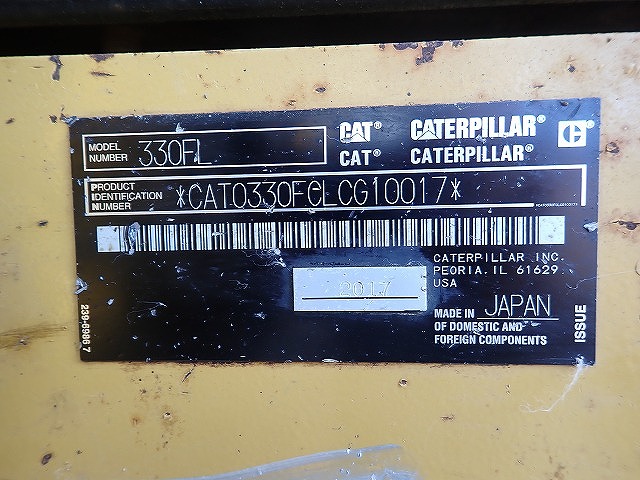 MODEL NUMBER 330FL
CAT® CATERPILLAR®
CAT® CATERPILLAR®
PRODUCT IDENTIFICATION NUMBER *CAT0330FCLCG10017*
CATERPILLAR INC.
PEORIA, IL 61629
USA
2017
MADE IN JAPAN
OF DOMESTIC AND
FOREIGN COMPONENTS
239-6986 7
ISSUE